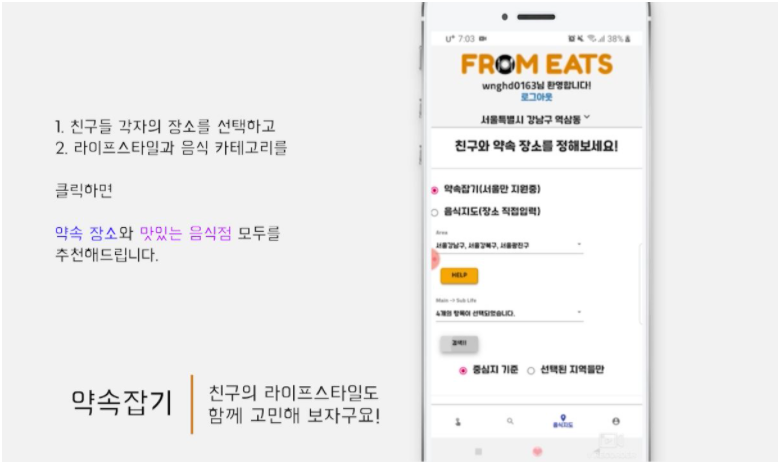 1. 친구들 각자의 장소를 선택하고
2. 라이프스타일과 음식 카테고리를
클릭하면
약속 장소와 맛있는 음식점 모두를
추천해드립니다.
약속잡기
친구의 라이프스타일도
함께 고민해 보자구요!
U+ 7:03
38%
FROM EATS
wnghd0163님 환영합니다!
로그아웃
서울특별시 강남구 역삼동
친구와 약속 장소를 정해보세요!
약속잡기(서울만 지원중)
음식지도(장소 직접입력)
Area
서울강남구, 서울강북구, 서울광진구
HELP
Main -> Sub Life
4개의 항목이 선택되었습니다.
검색!!
중심지 기준
선택된 지역들만
음식지도